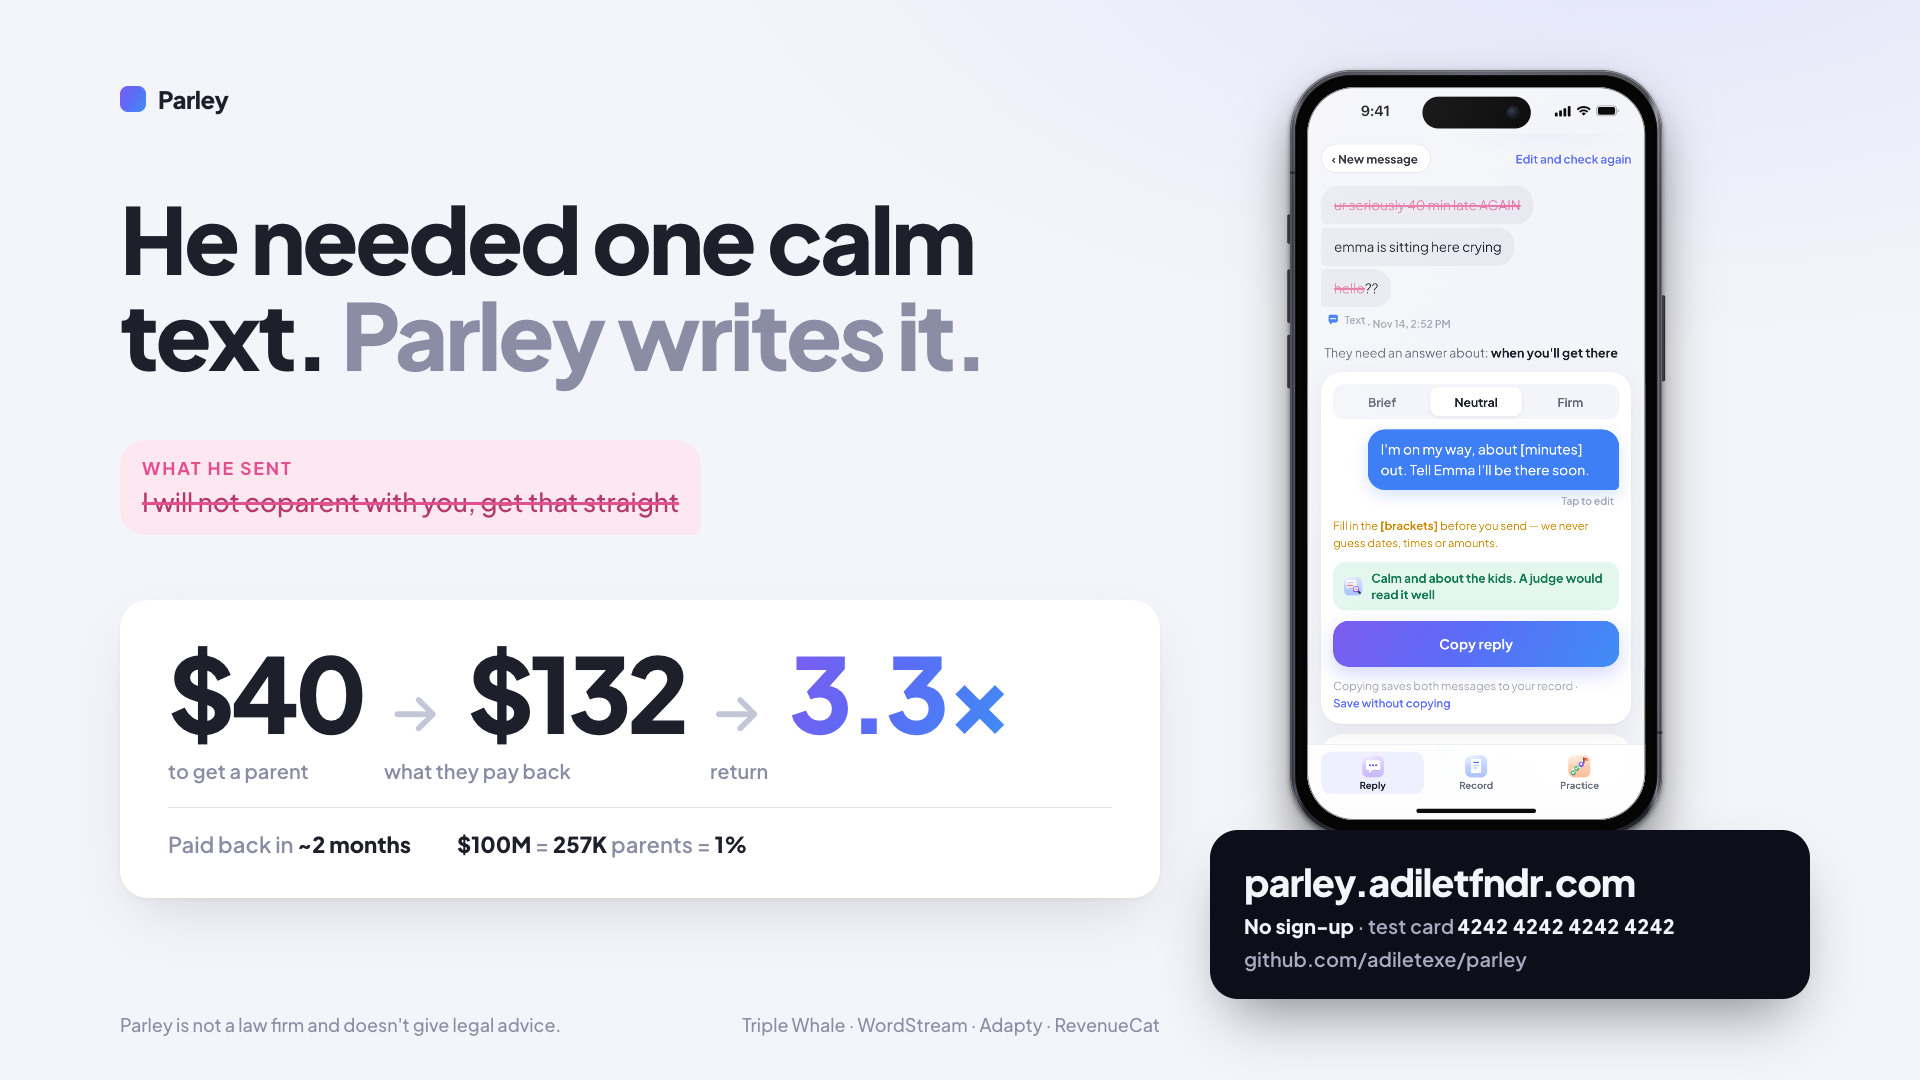 Parley
He needed one calm
text. Parley writes it.
WHAT HE SENT
I will not coparent with you, get that straight
$40 → $132 → 3.3×
to get a parent what they pay back return
Paid back in ~2 months $100M = 257K parents = 1%
Parley is not a law firm and doesn't give legal advice.
Triple Whale · WordStream · Adapty · RevenueCat
9:41
‹ New message Edit and check again
ur seriously 40 min late AGAIN
emma is sitting here crying
hello??
Text · Nov 14, 2:52 PM
They need an answer about: when you'll get there
Brief Neutral Firm
I'm on my way, about [minutes]
out. Tell Emma I'll be there soon.
Tap to edit
Fill in the [brackets] before you send — we never
guess dates, times or amounts.
Calm and about the kids. A judge would
read it well
Copy reply
Copying saves both messages to your record ·
Save without copying
Reply Record Practice
parley.adiletfndr.com
No sign-up · test card 4242 4242 4242 4242
github.com/adiletexe/parley